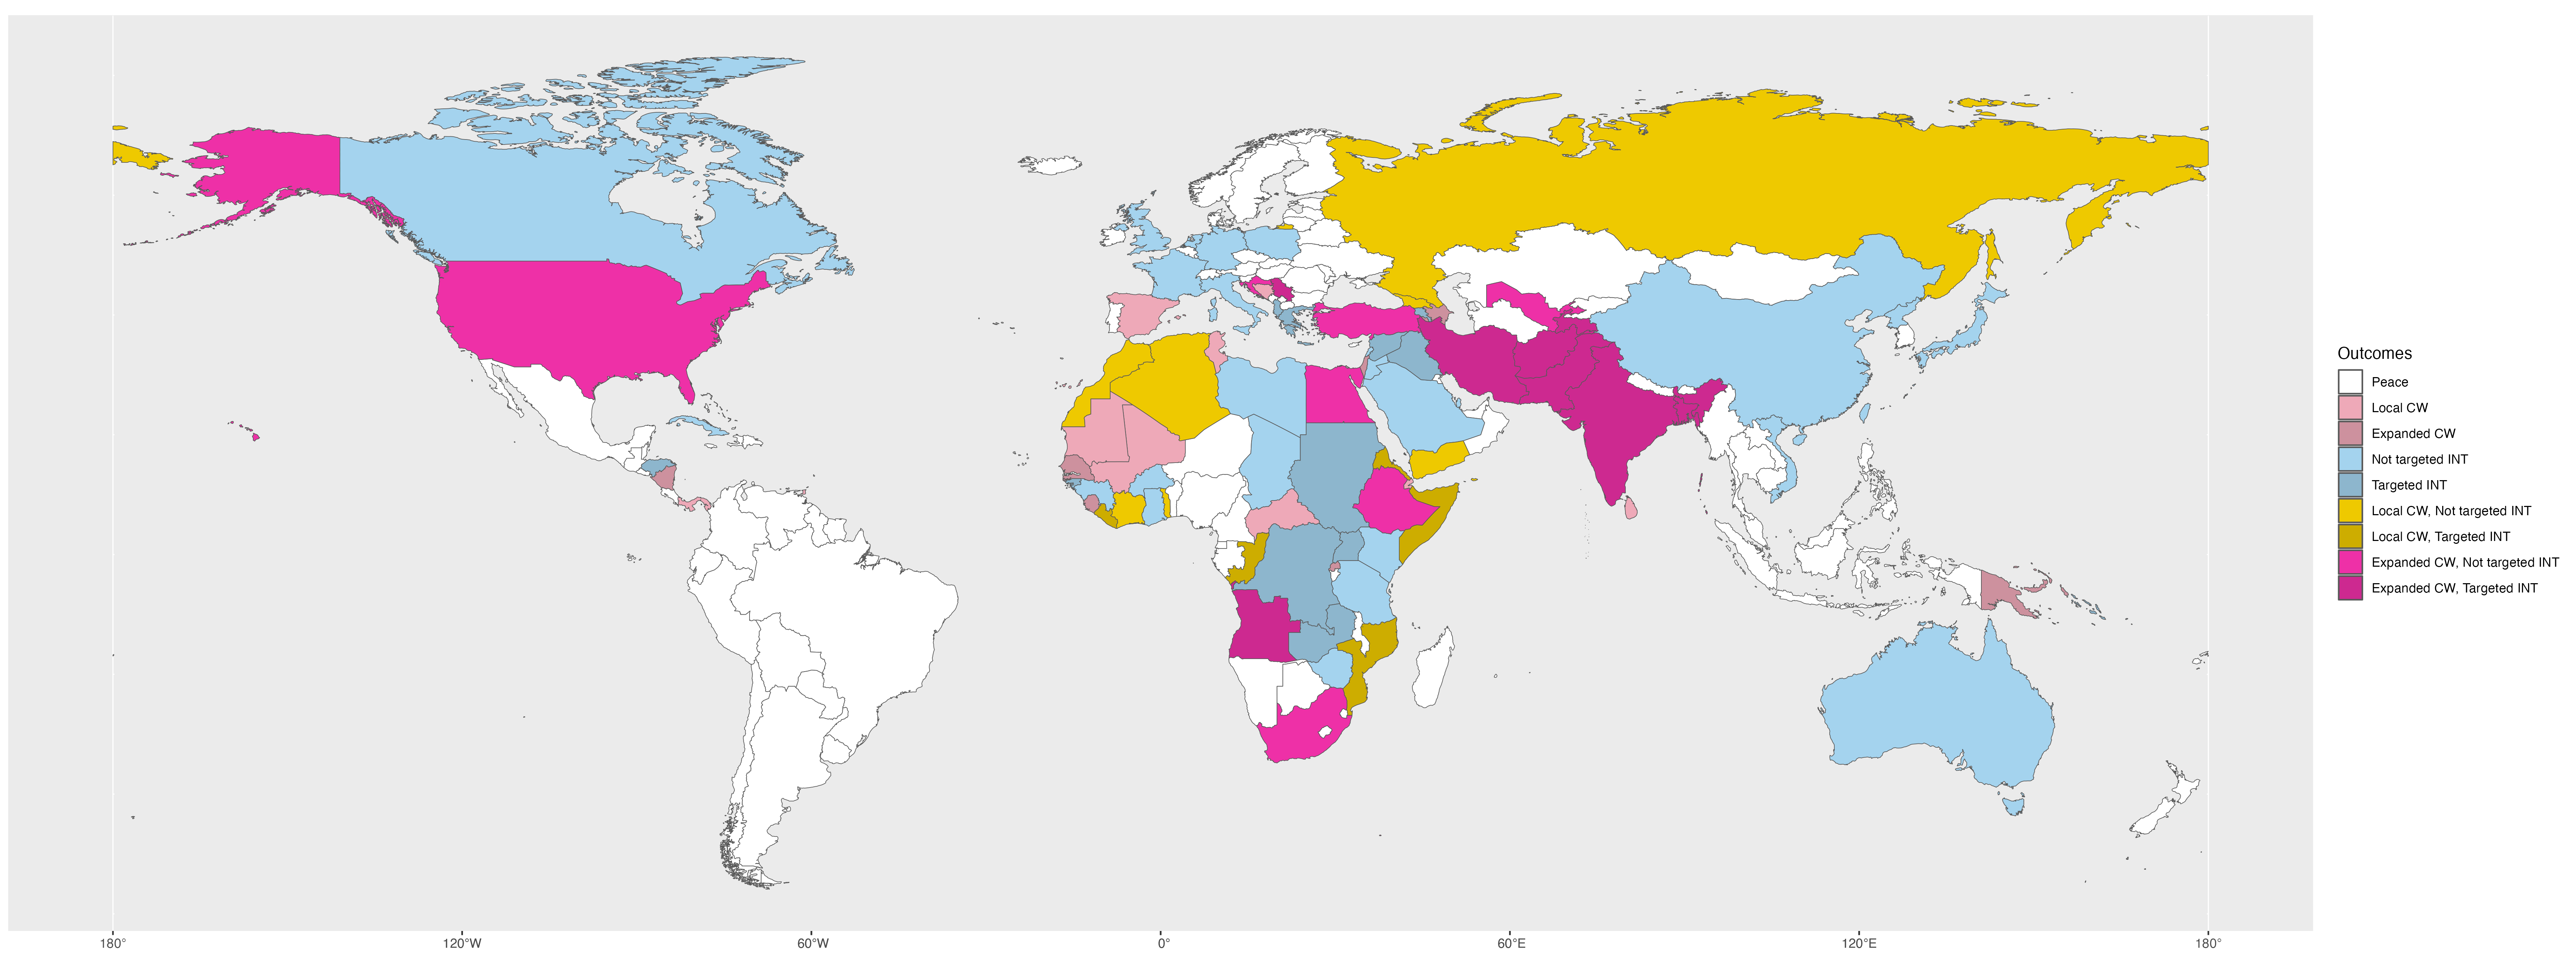 Outcomes
Peace
Local CW
Expanded CW
Not targeted INT
Targeted INT
Local CW, Not targeted INT
Local CW, Targeted INT
Expanded CW, Not targeted INT
Expanded CW, Targeted INT
180° 120°W 60°W 0° 60°E 120°E 180°